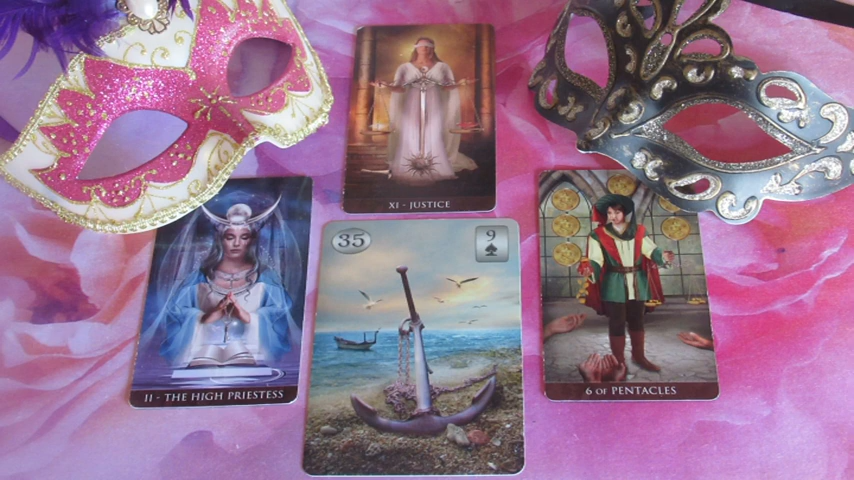 XI - JUSTICE
II - THE HIGH PRIESTESS
35
9
6 OF PENTACLES